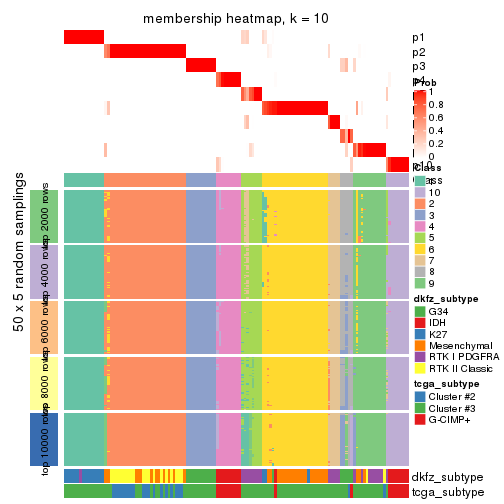 membership heatmap, k = 10
p1
p2
p3
p4
Prob
1
0.8
0.6
0.4
0.2
0
p10
Class
1
10
2
3
4
5
6
7
8
9
dkfz_subtype
G34
IDH
K27
Mesenchymal
RTK I PDGFRA
RTK II Classic
tcga_subtype
Cluster #2
Cluster #3
G-CIMP+
50 x 5 random samplings
top 2000 rows
top 4000 rows
top 6000 rows
top 8000 rows
top 10000 rows
dkfz_subtype
tcga_subtype